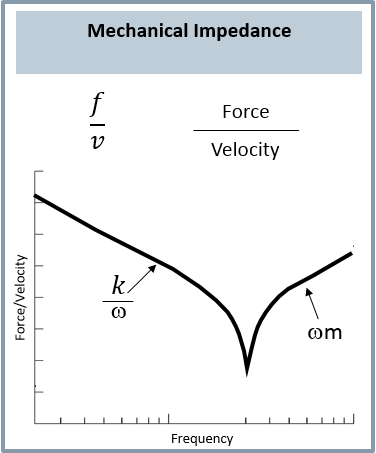 Mechanical Impedance
f
v
Force
Velocity
Force/Velocity
k
ω
ωm
Frequency